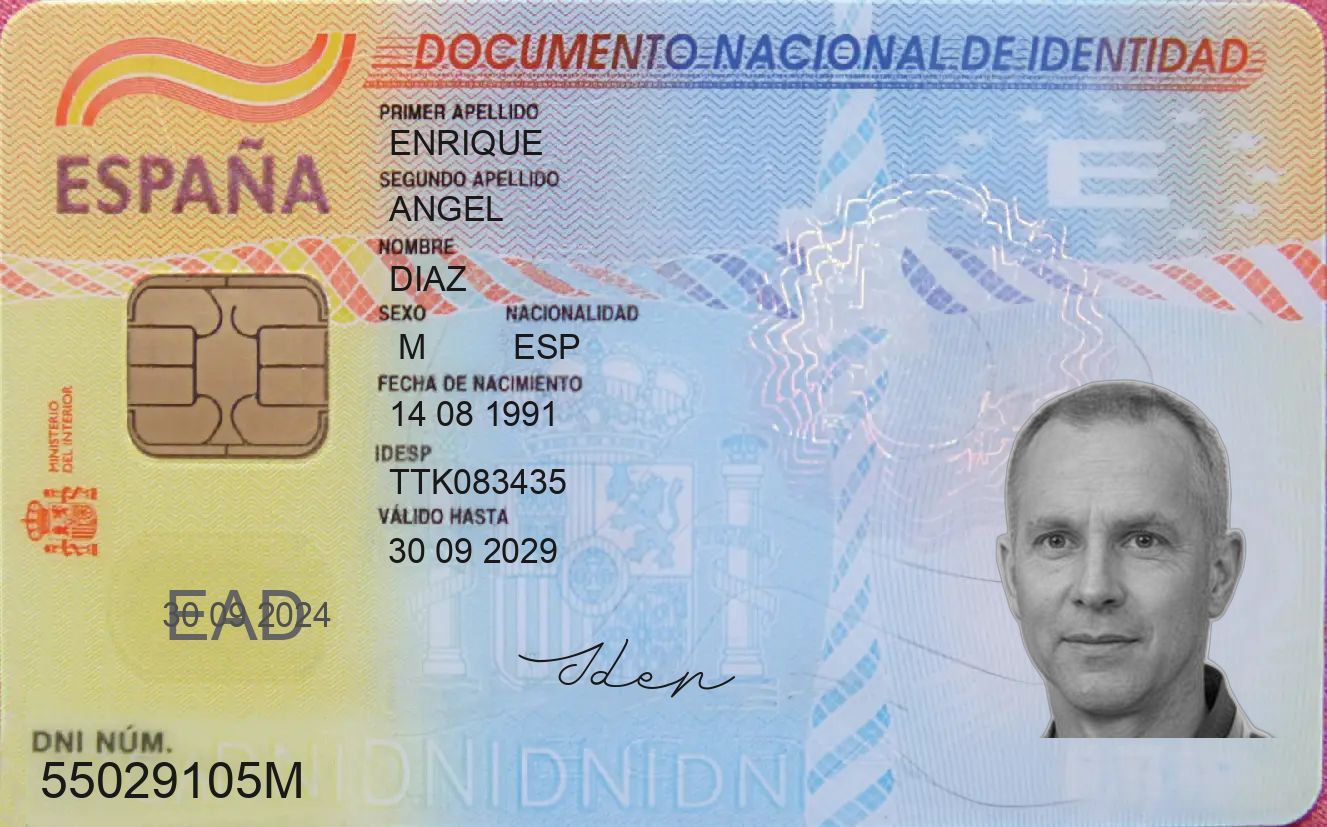 DOCUMENTO NACIONAL DE IDENTIDAD
ESPAÑA
E
PRIMER APELLIDO
ENRIQUE
SEGUNDO APELLIDO
ANGEL
NOMBRE
DIAZ
SEXO NACIONALIDAD
M ESP
FECHA DE NACIMIENTO
14 08 1991
IDESP
TTK083435
VÁLIDO HASTA
30 09 2029
MINISTERIO
DEL INTERIOR
EAD
30 09 2024
Iden
DNI NÚM.
55029105M
DNIDNIDNIDNI